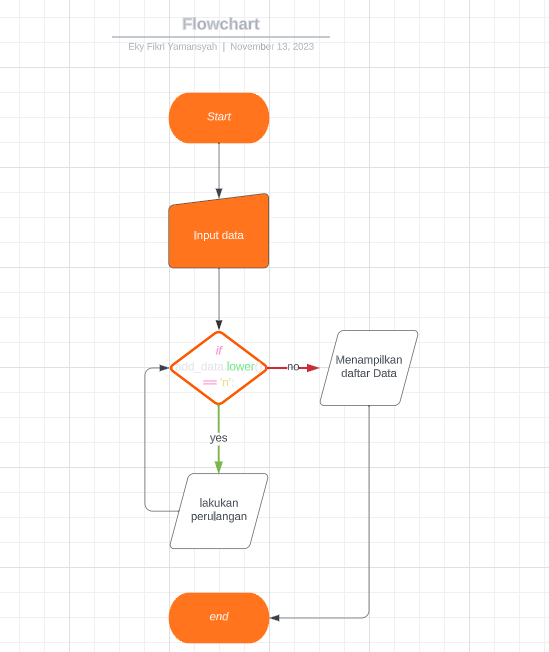 Flowchart
Eky Fikri Yamansyah | November 13, 2023
Start
Input data
if
add_data.lower()
== 'n':
no
Menampilkan
daftar Data
yes
lakukan
perulangan
end